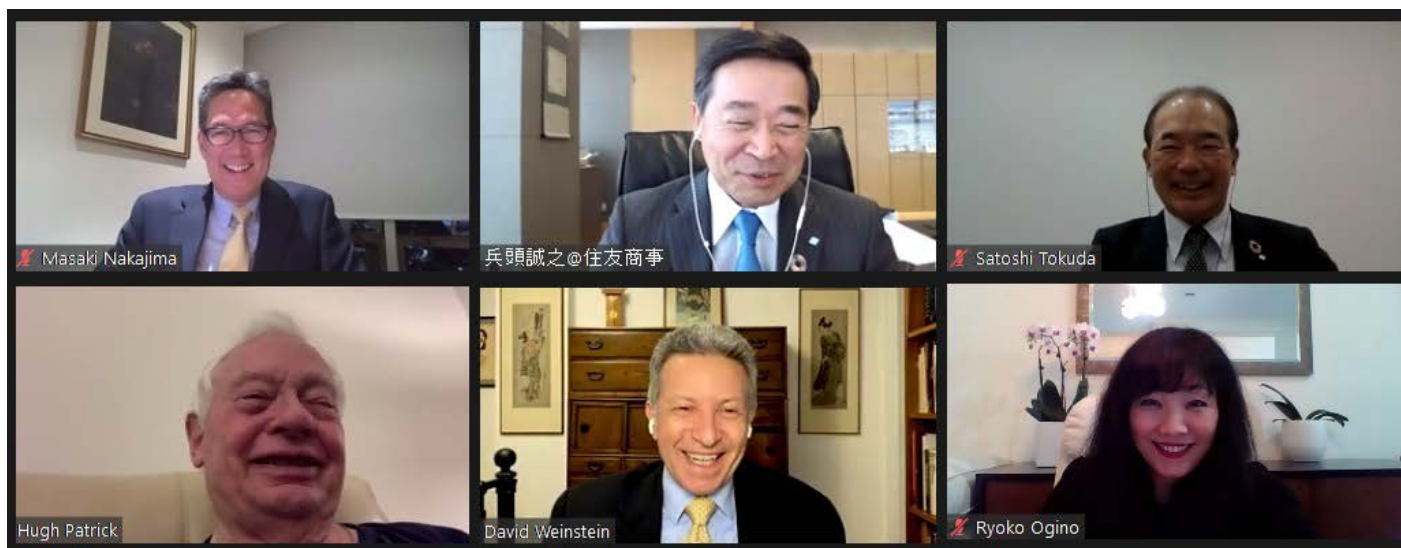 Masaki Nakajima
兵頭誠之@住友商事
Satoshi Tokuda
Hugh Patrick
David Weinstein
Ryoko Ogino